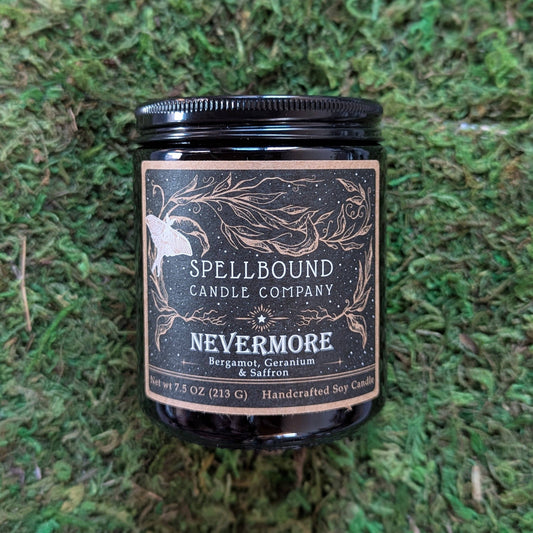 SPELLBOUND
CANDLE COMPANY
NEVERMORE
Bergamot, Geranium
& Saffron
Net wt 7.5 OZ (213 G) Handcrafted Soy Candle